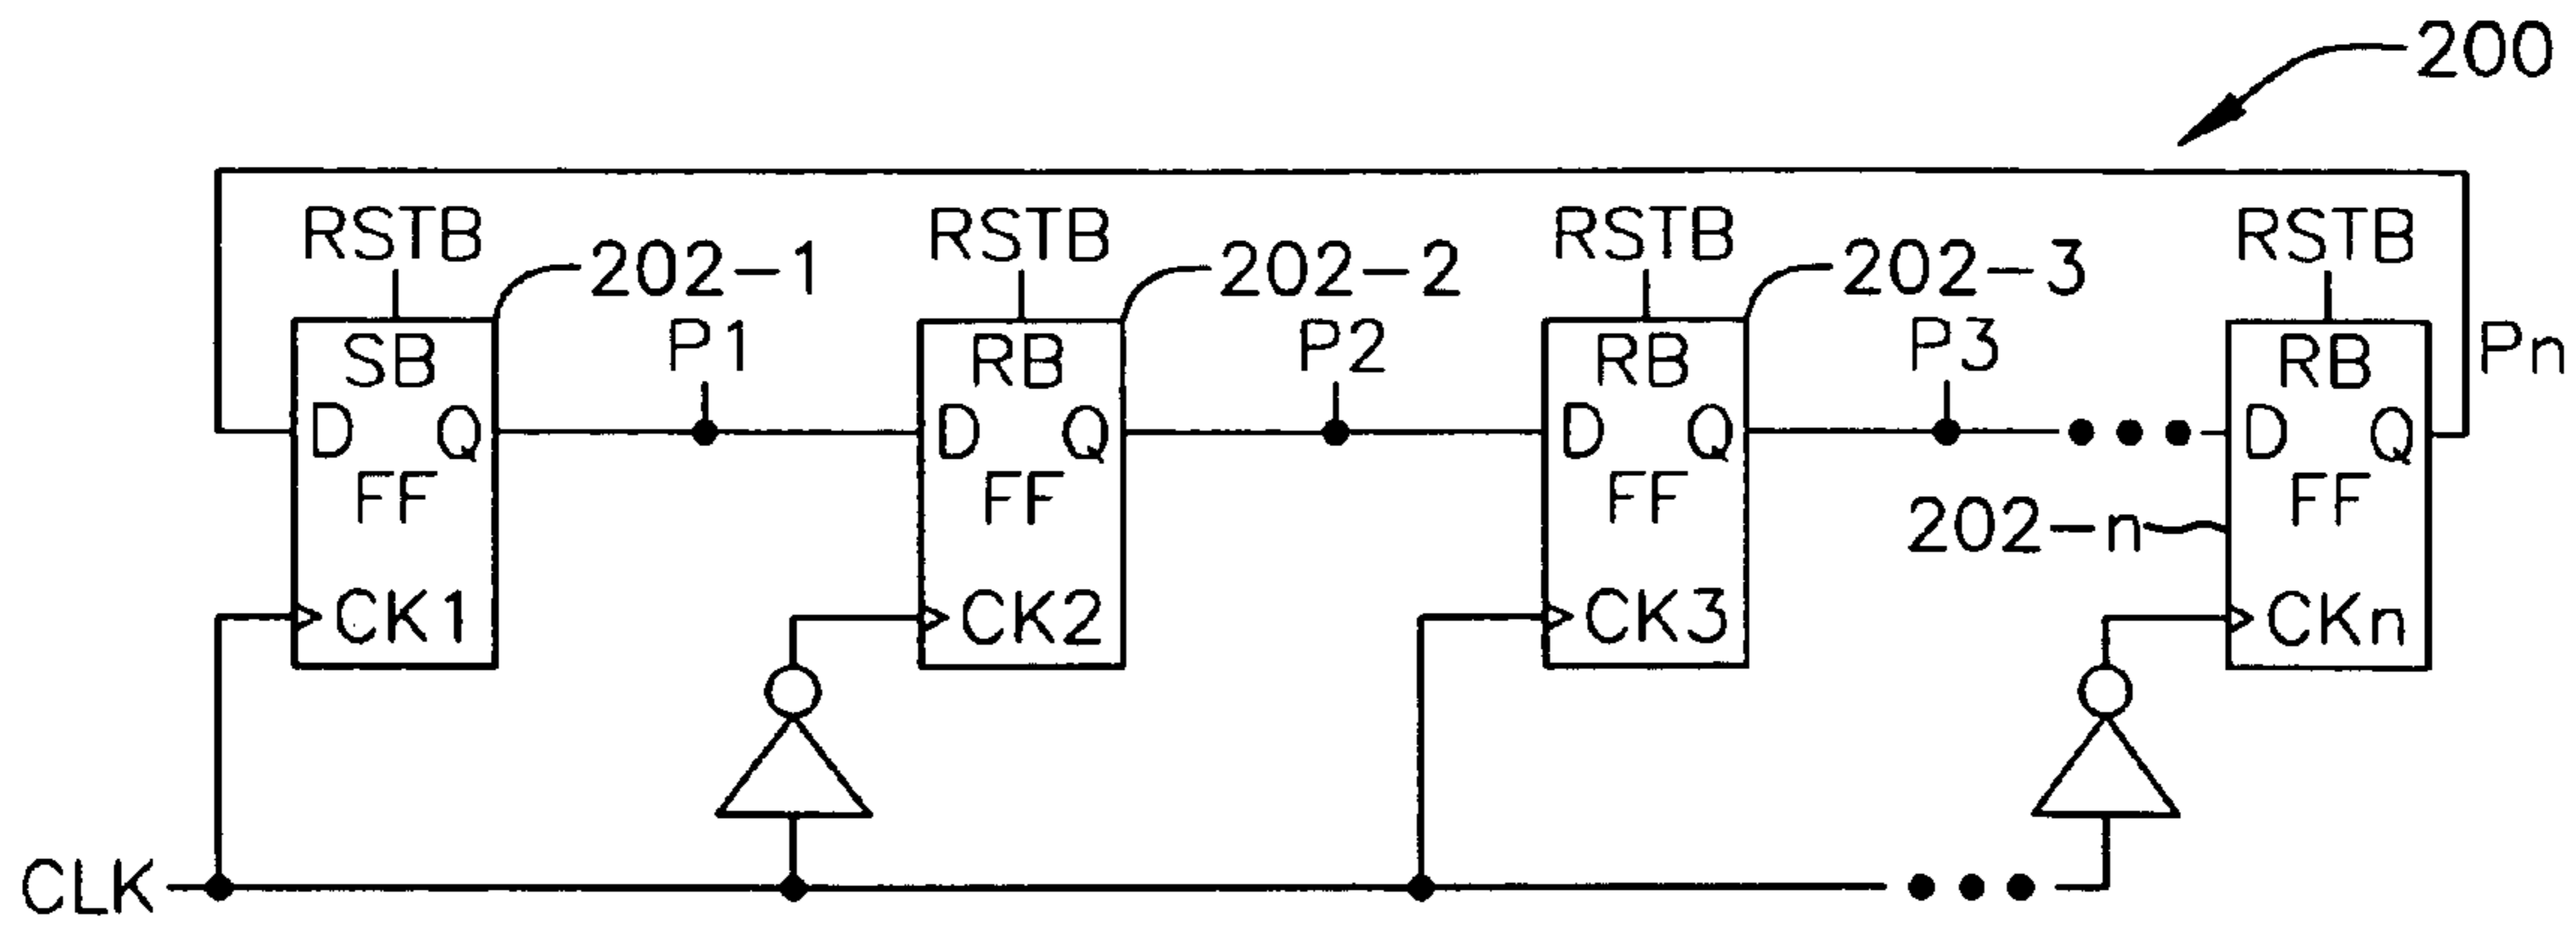 200
RSTB
202-1
RSTB
202-2
RSTB
202-3
RSTB
SB
P1
RB
P2
RB
P3
RB
Pn
D
Q
D
Q
D
Q
D
Q
FF
FF
FF
FF
202-n
CK1
CK2
CK3
CKn
CLK